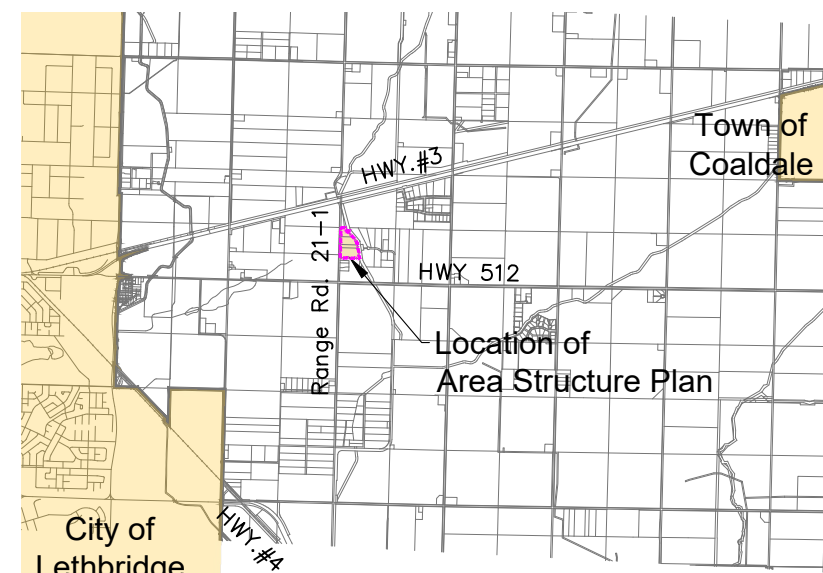 Town of
Coaldale
HWY.#3
Range Rd. 21-1
HWY 512
Location of
Area Structure Plan
City of
Lethbridge
HWY.#4